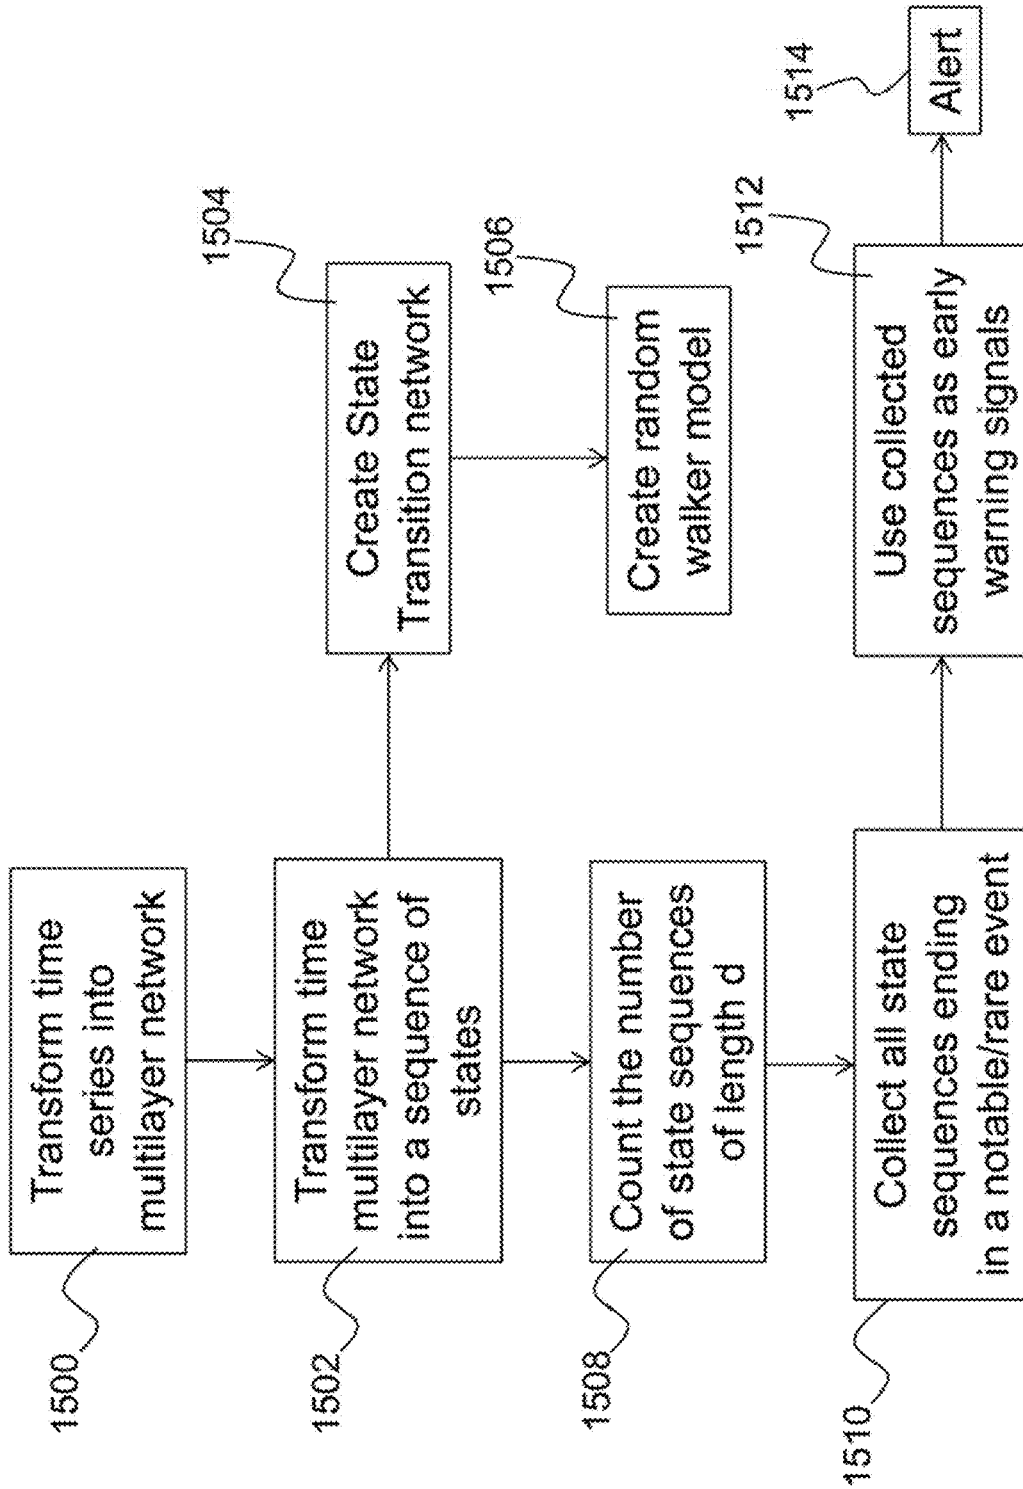 1500
Transform time
series into
multilayer network
1502
Transform time
multilayer network
into a sequence of
states
1504
Create State
Transition network
1506
Create random
walker model
1508
Count the number
of state sequences
of length d
1510
Collect all state
sequences ending
in a notable/rare event
1512
Use collected
sequences as early
warning signals
1514
Alert